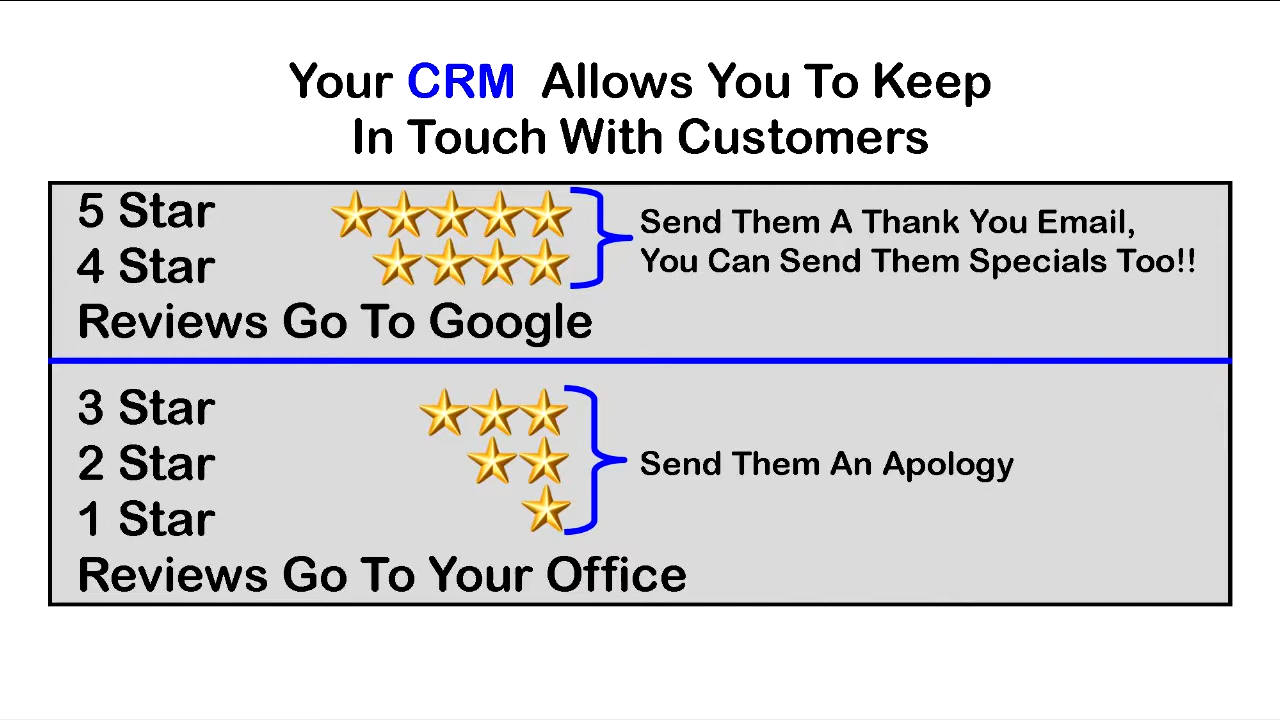 Your CRM Allows You To Keep
In Touch With Customers
5 Star
4 Star
Reviews Go To Google
Send Them A Thank You Email,
You Can Send Them Specials Too!!
3 Star
2 Star
1 Star
Reviews Go To Your Office
Send Them An Apology